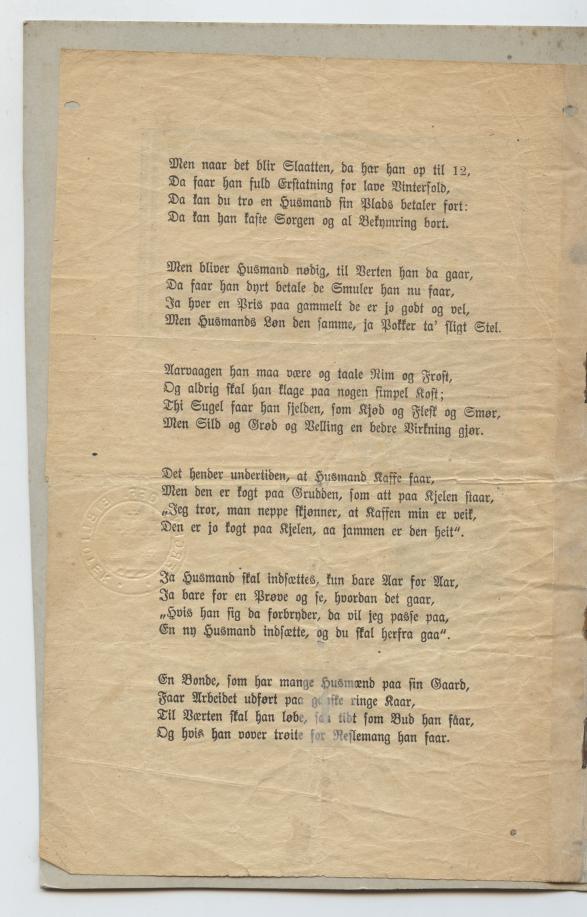 Men naar det blir Slaatten, da har han op til 12,
Da faar han fuld Erstatning for lave Vintersold,
Da kan du tro en Husmand sin Plads betaler fort:
Da kan han kaste Sorgen og al Bekymring bort.
Men bliver Husmand nødig, til Verten han da gaar,
Da faar han dyrt betale de Smuler han nu faar,
Ja hver en Pris paa gammelt de er jo godt og vel,
Men Husmands Løn den samme, ja Pokker ta' sligt Stel.
Aarvaagen han maa være og taale Rim og Frost,
Og aldrig skal han klage paa nogen simpel Kost;
Thi Sugel faar han sjelden, som Kjød og Flesk og Smør,
Men Sild og Grød og Velling en bedre Virkning gjør.
Det hender undertiden, at Husmand Kaffe faar,
Men den er kogt paa Grudden, som att paa Kjelen staar,
„Jeg tror, man neppe skjønner, at Kaffen min er veik,
Den er jo kogt paa Kjelen, aa jammen er den heit“.
Ja Husmand skal indsættes, kun bare Aar for Aar,
Ja bare for en Prøve og se, hvordan det gaar,
„Hvis han sig da forbryder, da vil jeg passe paa,
En ny Husmand indsætte, og du skal herfra gaa“.
En Bonde, som har mange Husmænd paa sin Gaard,
Faar Arbeidet udført paa ganske ringe Kaar,
Til Værten skal han løbe, saa tidt som Bud han faar,
Og hvis han vover trøite for Reslemang han faar.